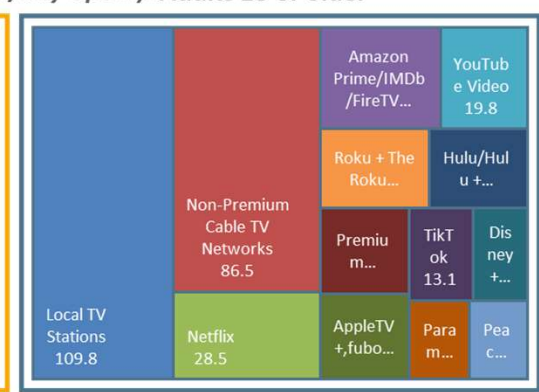 Local TV
Stations
109.8
Non-Premium
Cable TV
Networks
86.5
Netflix
28.5
Amazon
Prime/IMDb
/FireTV...
YouTub
e Video
19.8
Roku + The
Roku...
Hulu/Hul
u +...
Premiu
m...
TikT
ok
13.1
Dis
ney
+...
AppleTV
+,fubo...
Para
m...
Pea
c...